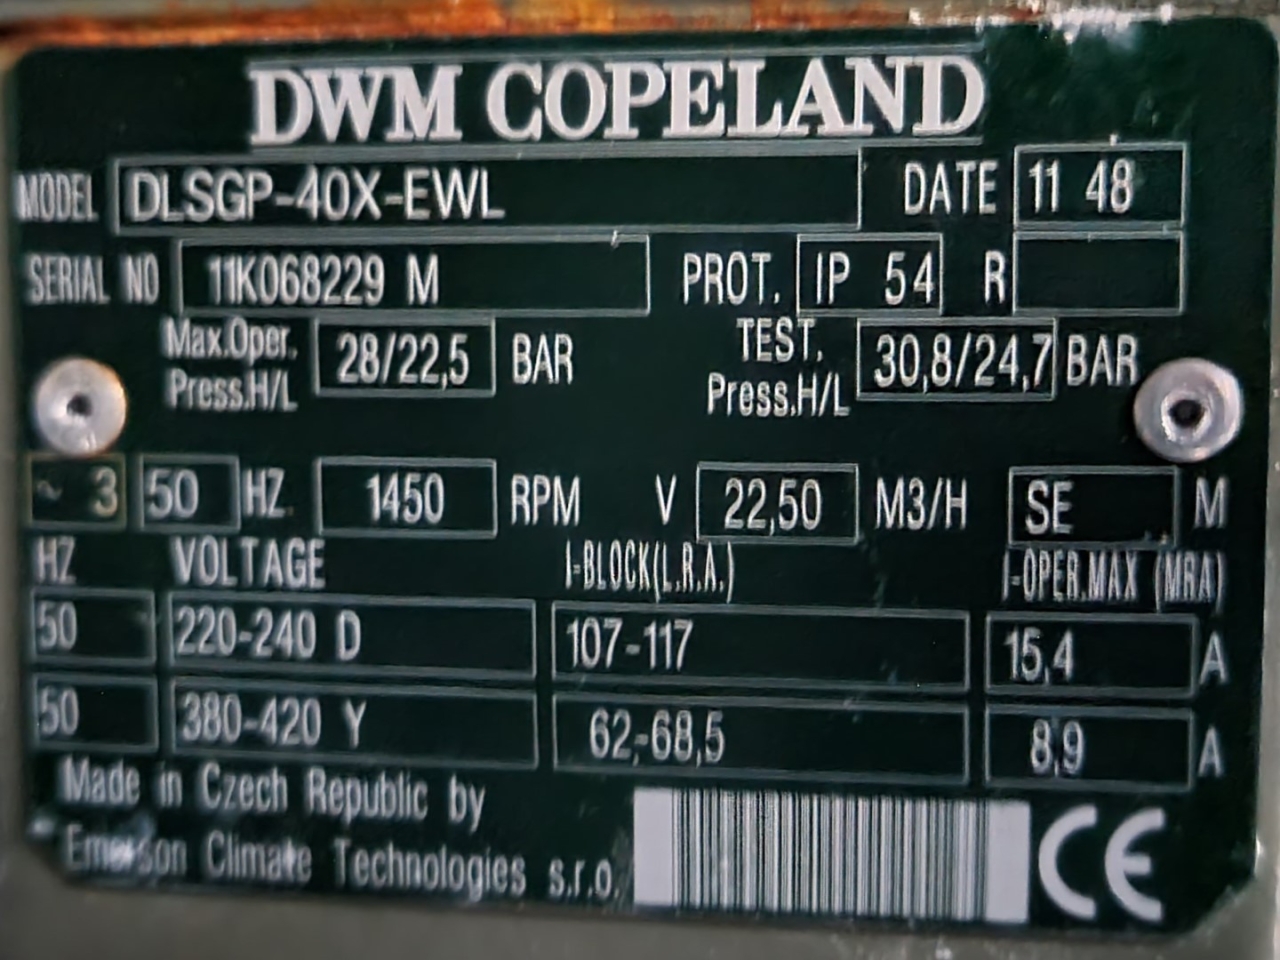 DWM COPELAND
MODEL DLSGP-40X-EWL DATE 11 48
SERIAL NO 11K068229 M PROT. IP 54 R
Max.Oper. Press.H/L 28/22,5 BAR TEST. Press.H/L 30,8/24,7 BAR
~ 3 50 HZ 1450 RPM V 22,50 M3/H SE M
HZ VOLTAGE I-BLOCK(L.R.A.) I-OPER.MAX (MRA)
50 220-240 D 107-117 15,4 A
50 380-420 Y 62,-68,5 8,9 A
Made in Czech Republic by
Emerson Climate Technologies s.r.o.
CE